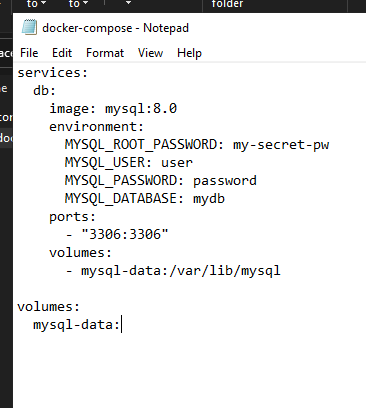 to to folder
docker-compose - Notepad
File Edit Format View Help
services:
  db:
    image: mysql:8.0
    environment:
      MYSQL_ROOT_PASSWORD: my-secret-pw
      MYSQL_USER: user
      MYSQL_PASSWORD: password
      MYSQL_DATABASE: mydb
    ports:
      - "3306:3306"
    volumes:
      - mysql-data:/var/lib/mysql

volumes:
  mysql-data: